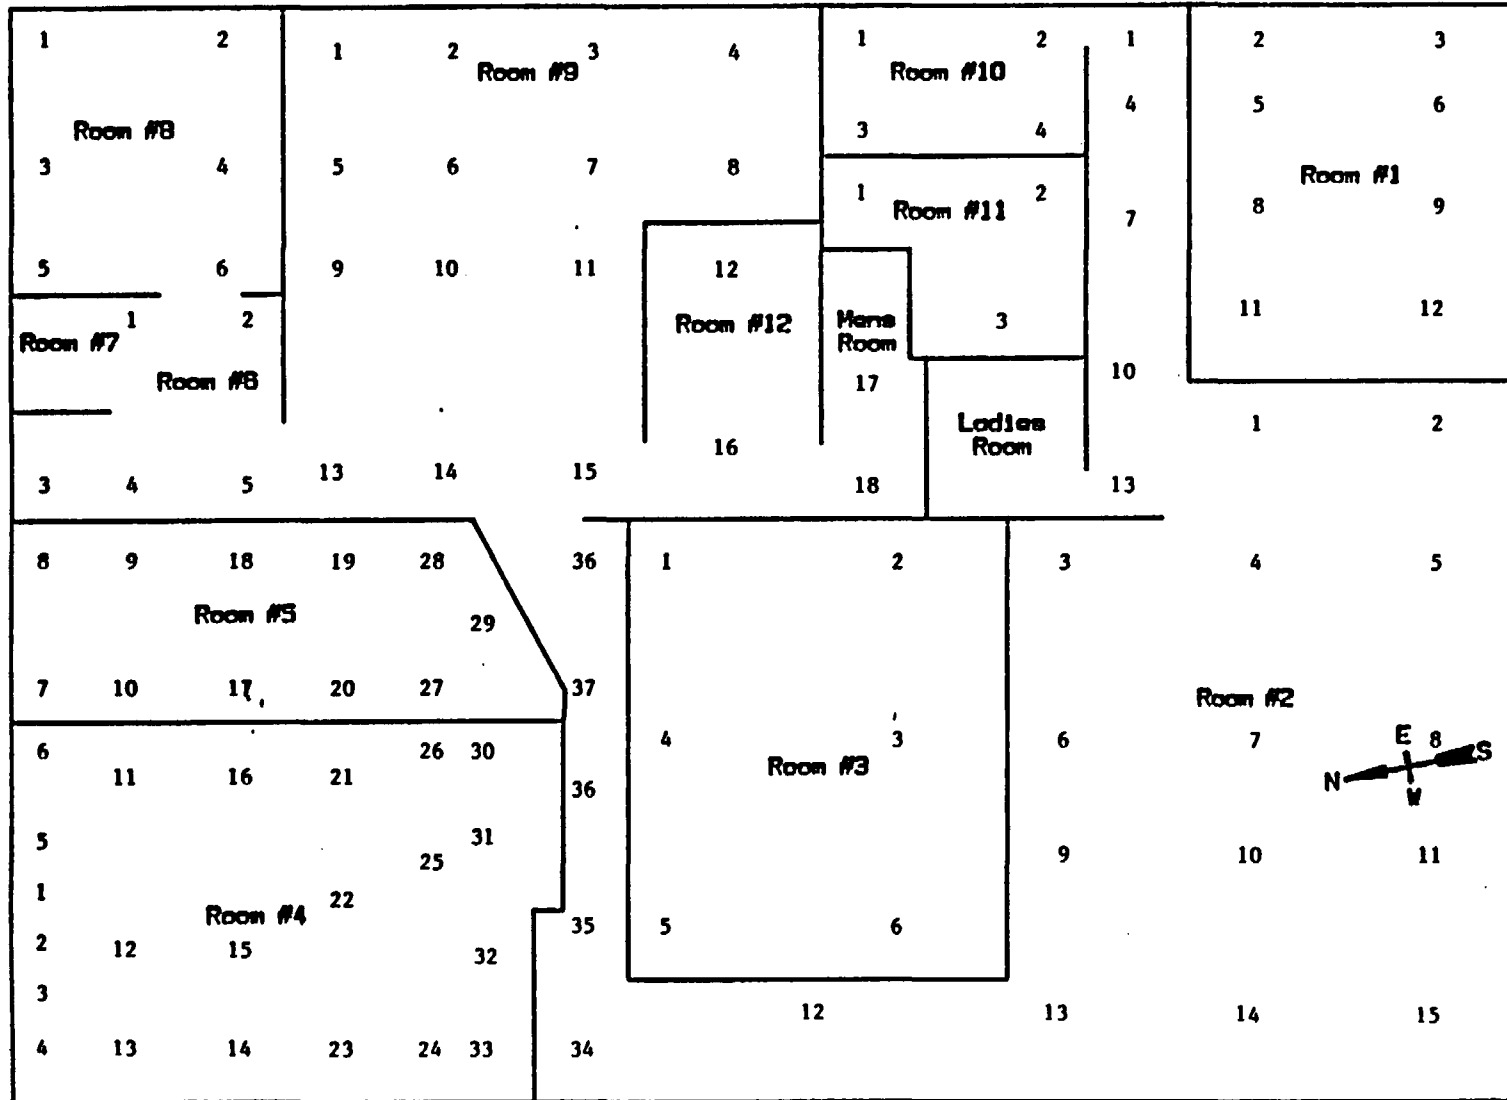 1 2 1 2 3 4 1 2 1 2 3
Room #9 Room #10
4 5 6
Room #8 3 4
3 4 5 6 7 8 Room #1
1 2
Room #11 7 8 9
5 6 9 10 11 12
11 12
1 2 Room #12 Mens 3
Room #7 Room
Room #6 17 10
Ladies 1 2
16 Room
3 4 5 13 14 15 18 13
8 9 18 19 28 36 1 2 3 4 5
Room #5 29
7 10 17 20 27 37 Room #2
6 26 30 4 3 6 7 E 8 S
11 16 21 Room #3 N
36 W
5 31
25 9 10 11
1 22
Room #4 35 5 6
2 12 15 32
3
12 13 14 15
4 13 14 23 24 33 34